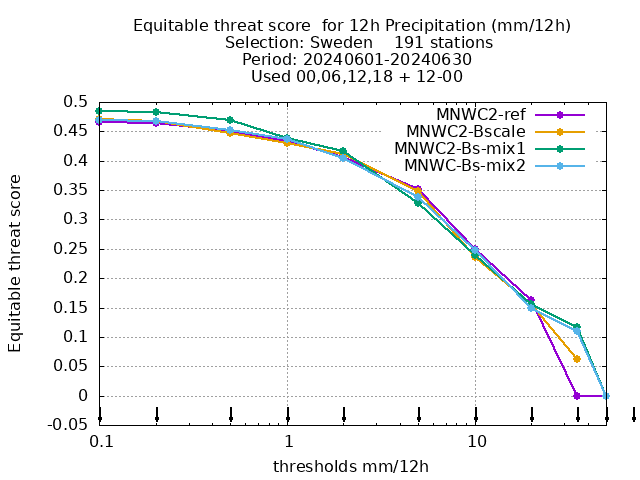 Equitable threat score  for 12h Precipitation (mm/12h)
Selection: Sweden    191 stations
Period: 20240601-20240630
Used 00,06,12,18 + 12-00
MNWC2-ref
MNWC2-Bscale
MNWC2-Bs-mix1
MNWC-Bs-mix2
Equitable threat score
0.5
0.45
0.4
0.35
0.3
0.25
0.2
0.15
0.1
0.05
0
-0.05
0.1 1 10
thresholds mm/12h